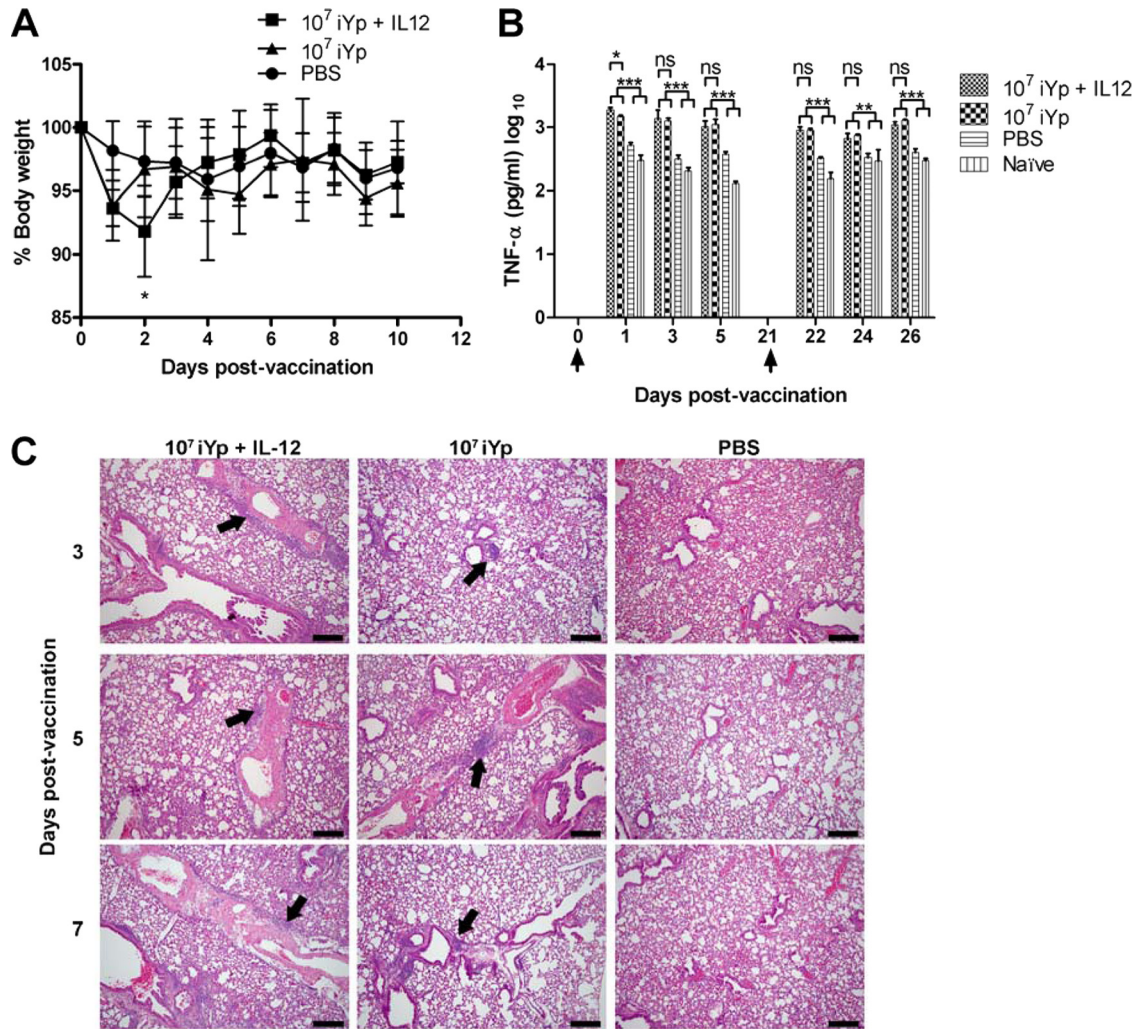 A
10⁷ iYp + IL12
10⁷ iYp
PBS
105
100
95
90
85
% Body weight
*
0 2 4 6 8 10 12
Days post-vaccination
B
10⁷ iYp + IL12
10⁷ iYp
PBS
Naïve
4
3
2
1
0
TNF-α (pg/ml) log 10
* ns ns ns ns ns
*** *** *** *** ** ***
0 1 3 5 21 22 24 26
Days post-vaccination
C
10⁷ iYp + IL-12 10⁷ iYp PBS
Days post-vaccination
3
5
7